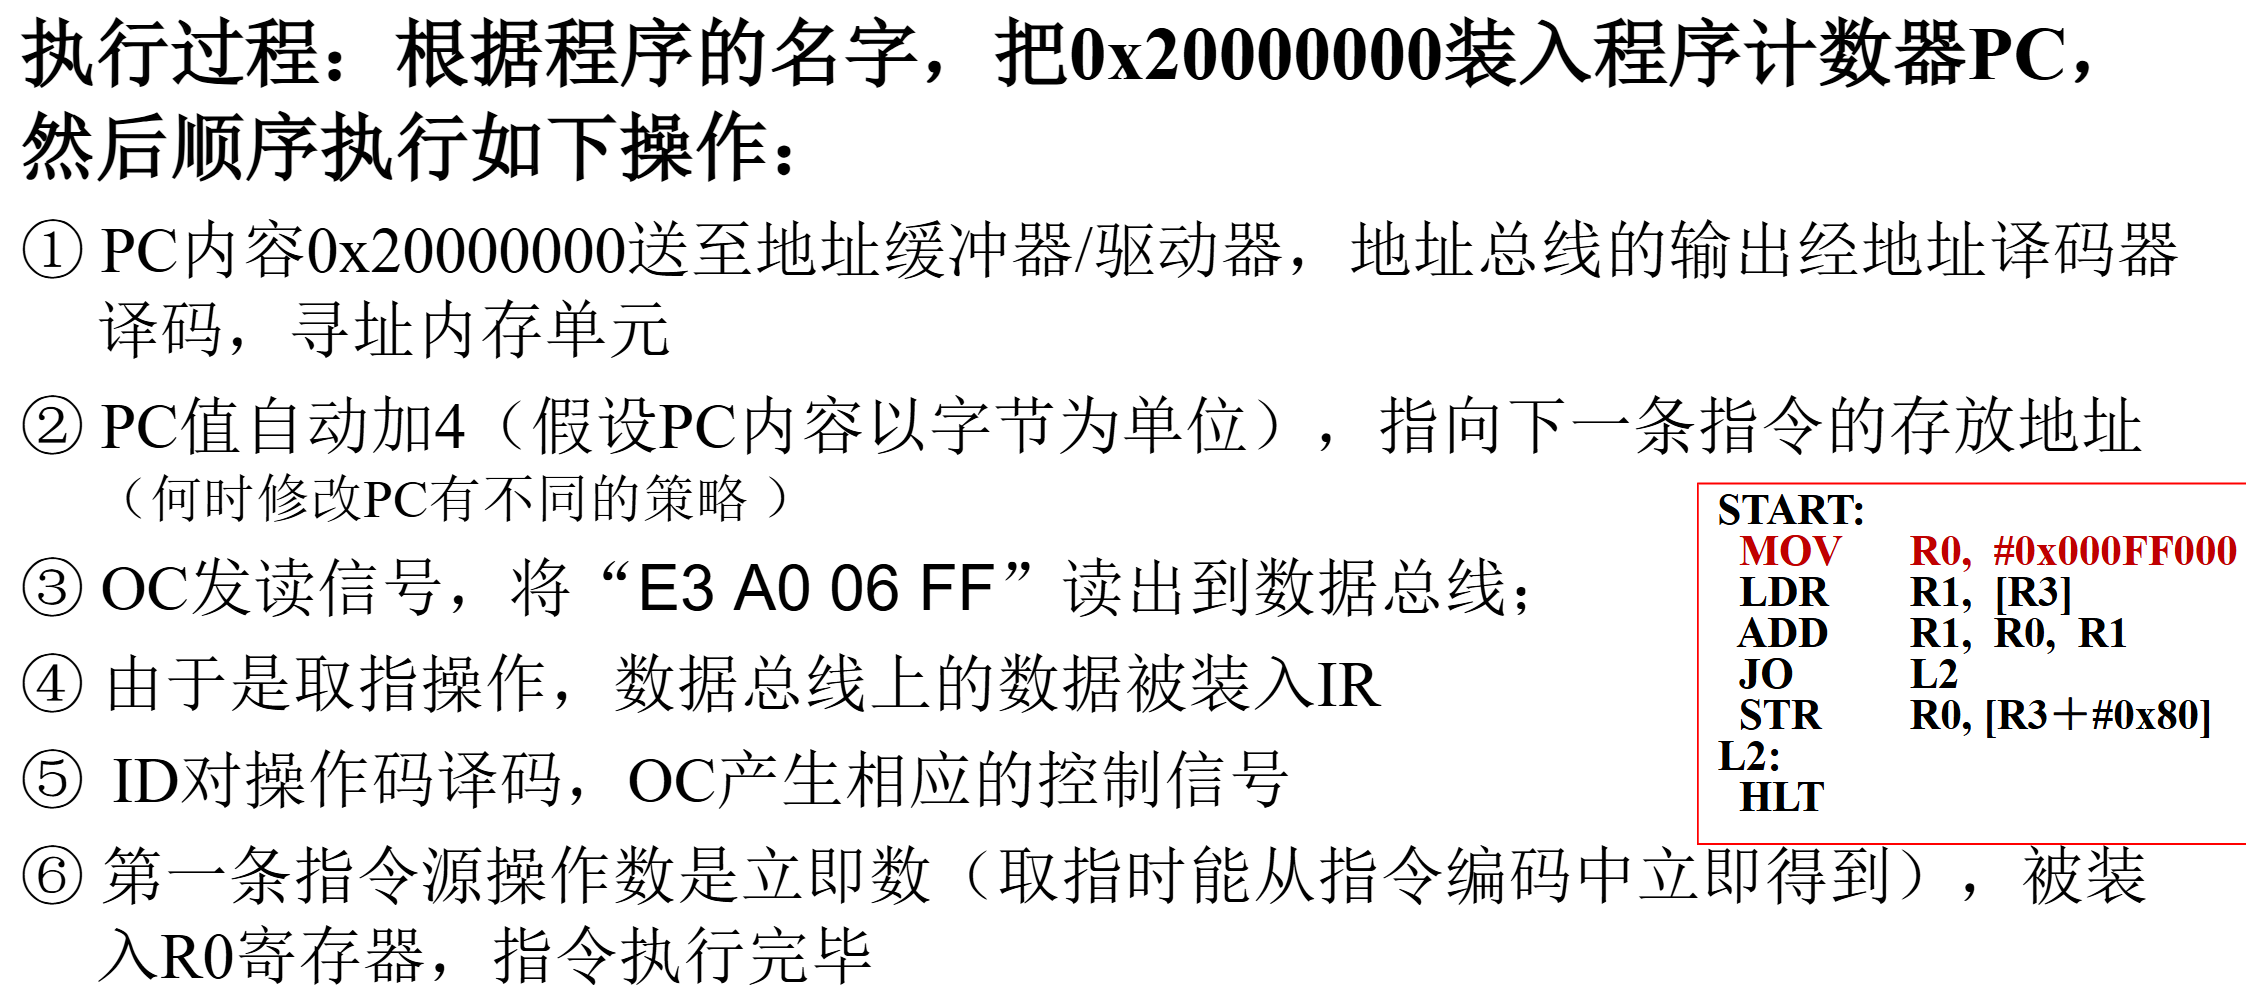 执行过程：根据程序的名字，把0x20000000装入程序计数器PC，
然后顺序执行如下操作：
① PC内容0x20000000送至地址缓冲器/驱动器，地址总线的输出经地址译码器
译码，寻址内存单元
② PC值自动加4（假设PC内容以字节为单位），指向下一条指令的存放地址
（何时修改PC有不同的策略 ）
③ OC发读信号，将“E3 A0 06 FF”读出到数据总线；
④ 由于是取指操作，数据总线上的数据被装入IR
⑤ ID对操作码译码，OC产生相应的控制信号
⑥ 第一条指令源操作数是立即数（取指时能从指令编码中立即得到），被装
入R0寄存器，指令执行完毕
START:
MOV R0, #0x000FF000
LDR R1, [R3]
ADD R1, R0, R1
JO L2
STR R0, [R3＋#0x80]
L2:
HLT